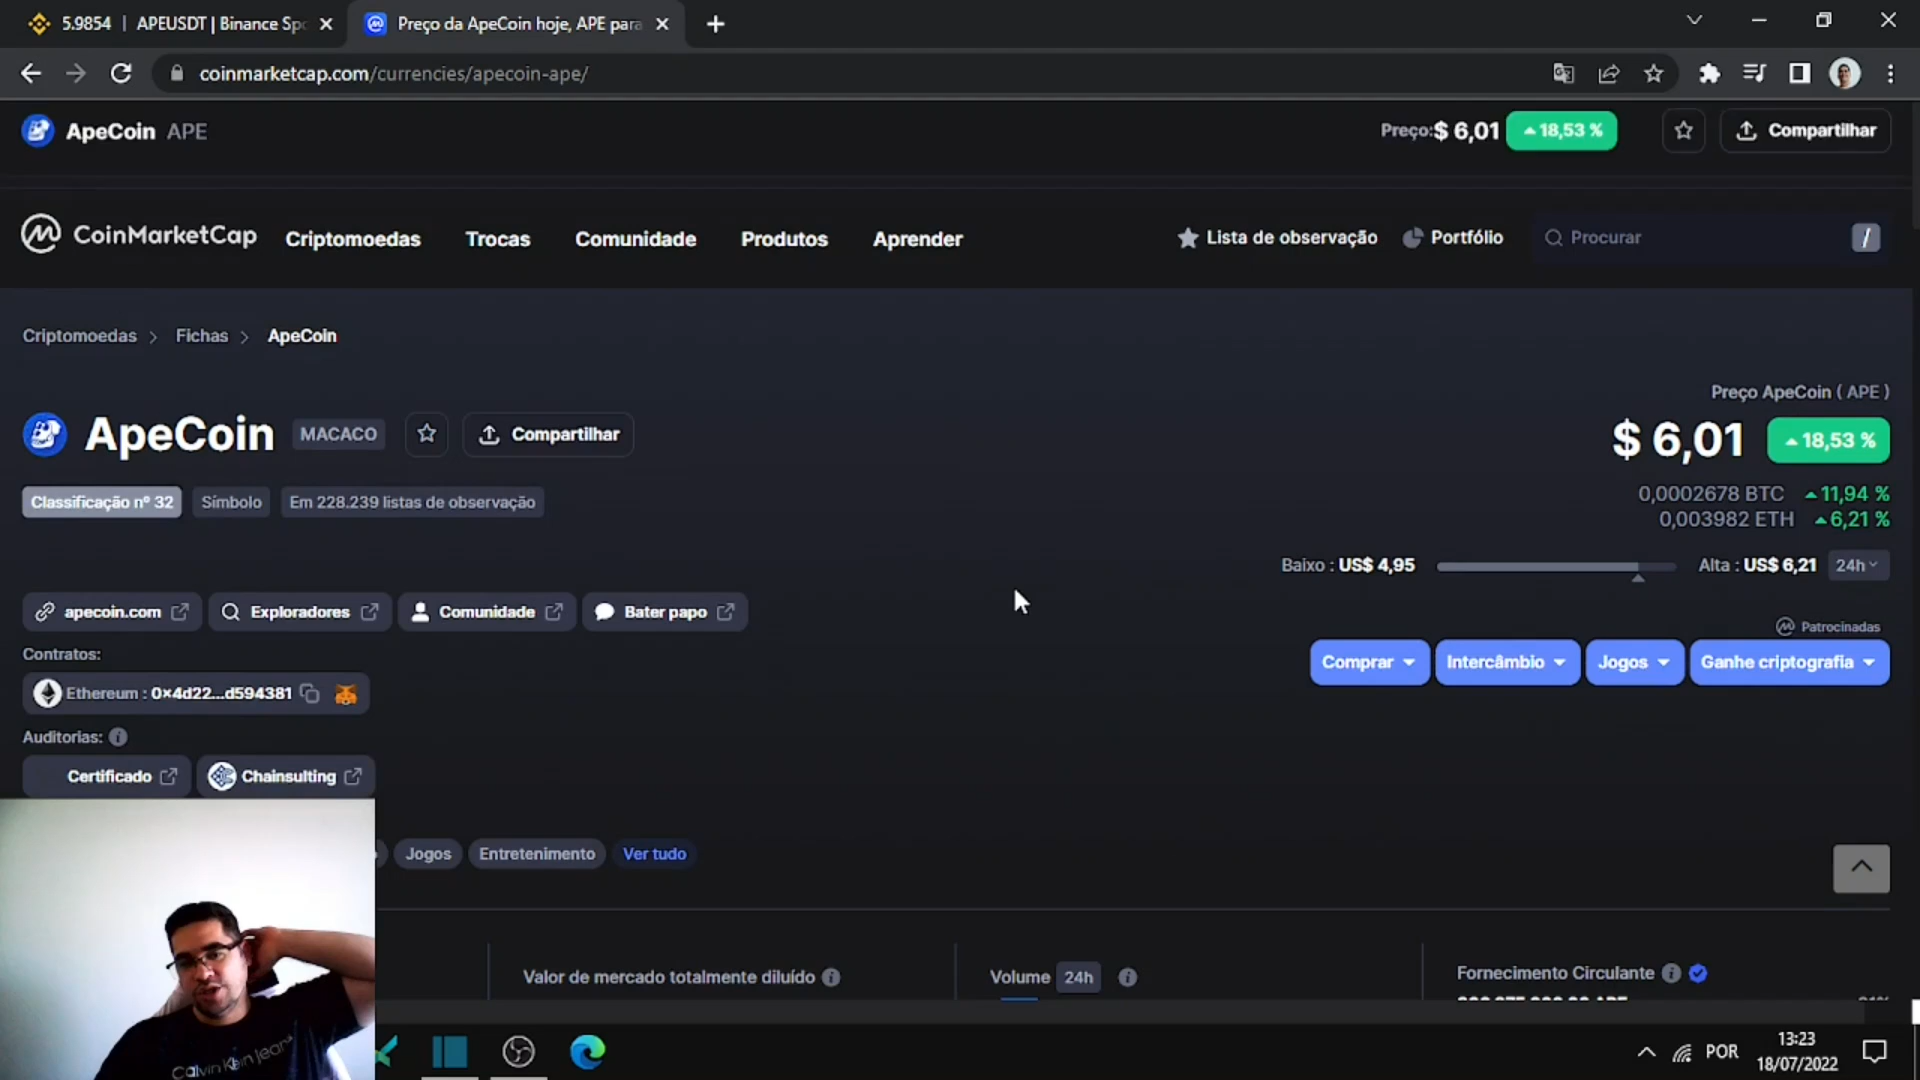 5.9854 | APEUSDT | Binance Spo
Preço da ApeCoin hoje, APE para
coinmarketcap.com/currencies/apecoin-ape/
ApeCoin APE
Preço:$ 6,01 18,53 %
Compartilhar
CoinMarketCap
Criptomoedas Trocas Comunidade Produtos Aprender
Lista de observação Portfólio Procurar /
Criptomoedas > Fichas > ApeCoin
Preço ApeCoin ( APE )
ApeCoin MACACO Compartilhar
$ 6,01 18,53 %
Classificação nº 32 Símbolo Em 228.239 listas de observação
0,0002678 BTC 11,94 %
0,003982 ETH 6,21 %
Baixo : US$ 4,95 Alta : US$ 6,21 24h
apecoin.com Exploradores Comunidade Bater papo
Patrocinadas
Comprar Intercâmbio Jogos Ganhe criptografia
Contratos:
Ethereum : 0x4d22...d594381
Auditorias:
Certificado Chainsulting
Jogos Entretenimento Ver tudo
Valor de mercado totalmente diluído
Volume 24h
Fornecimento Circulante
Calvin Klein Jeans
POR
13:23
18/07/2022